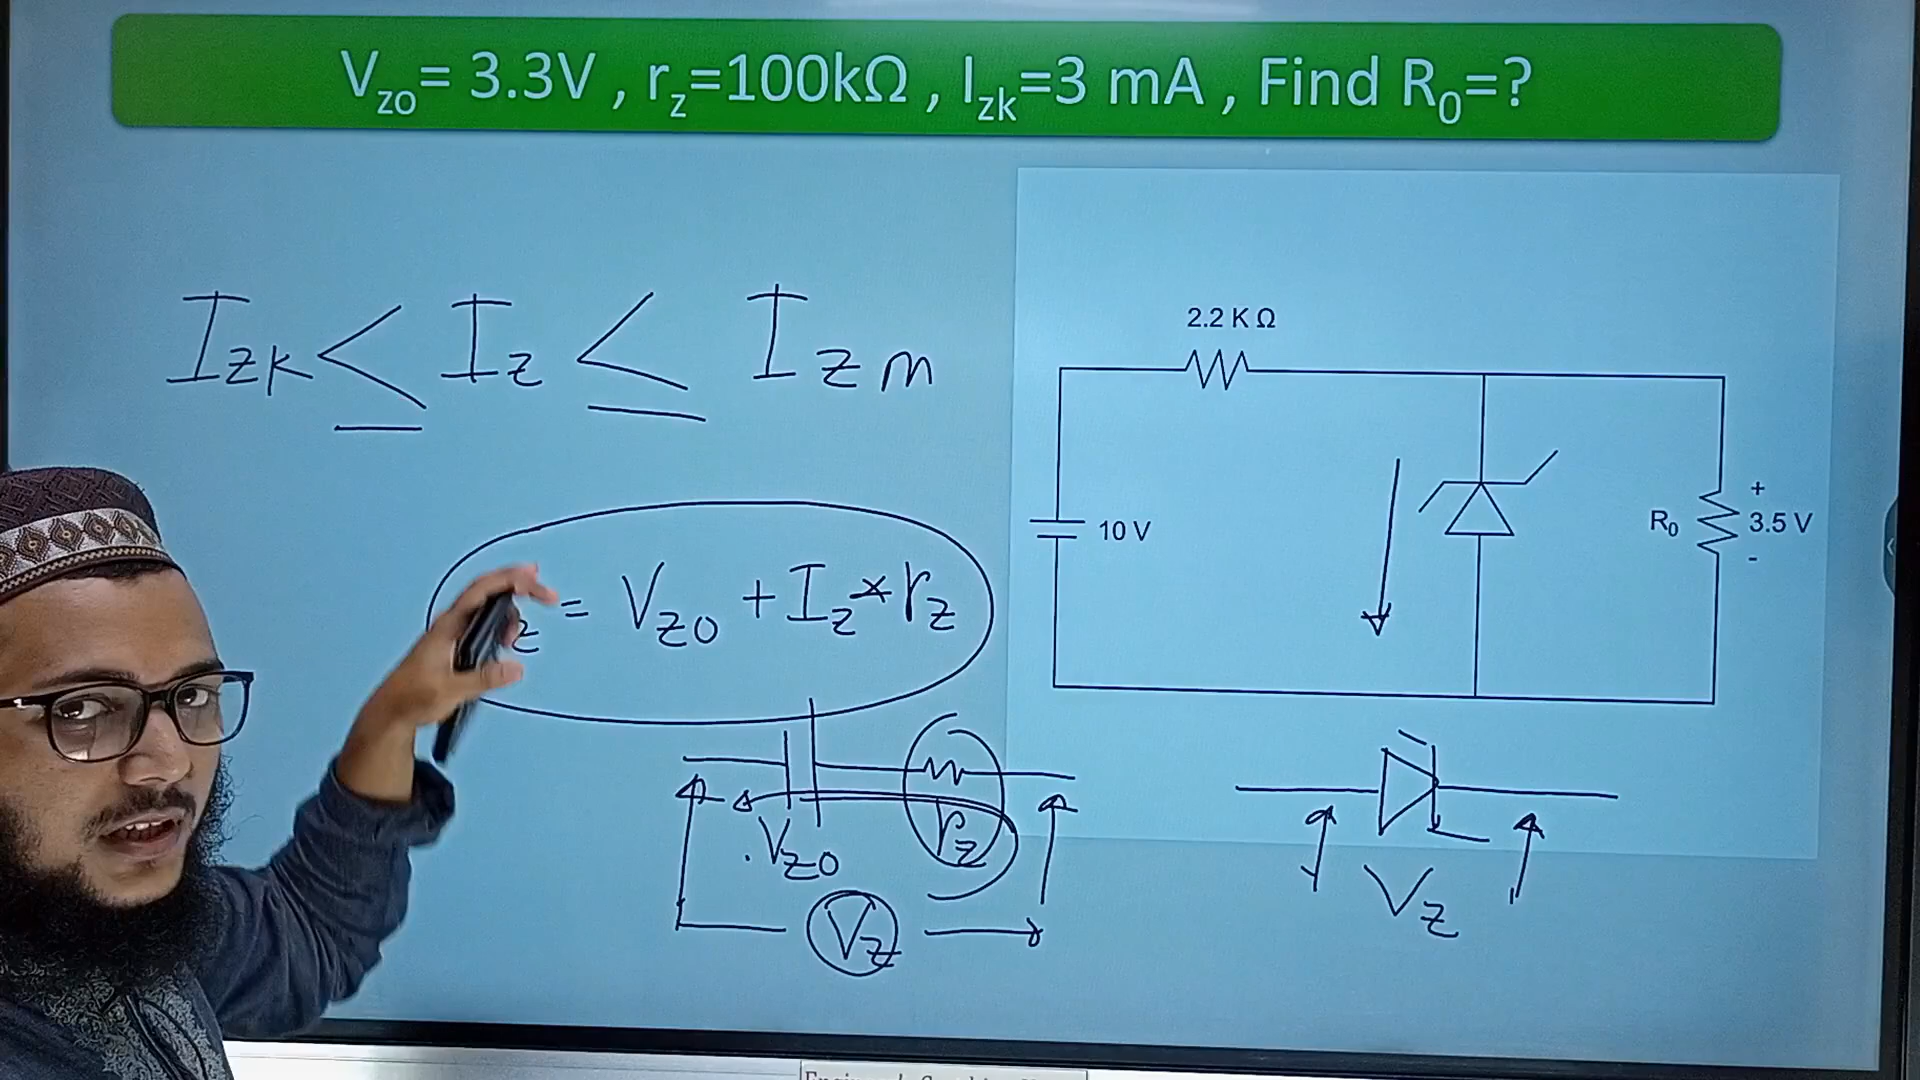 Vzo= 3.3V , rz=100kΩ , Izk=3 mA , Find R0=?
Izk ≤ Iz ≤ Izm
z = Vzo + Iz * rz
Vzo
rz
Vz
2.2 K Ω
10 V
R0
+
3.5 V
-
Vz